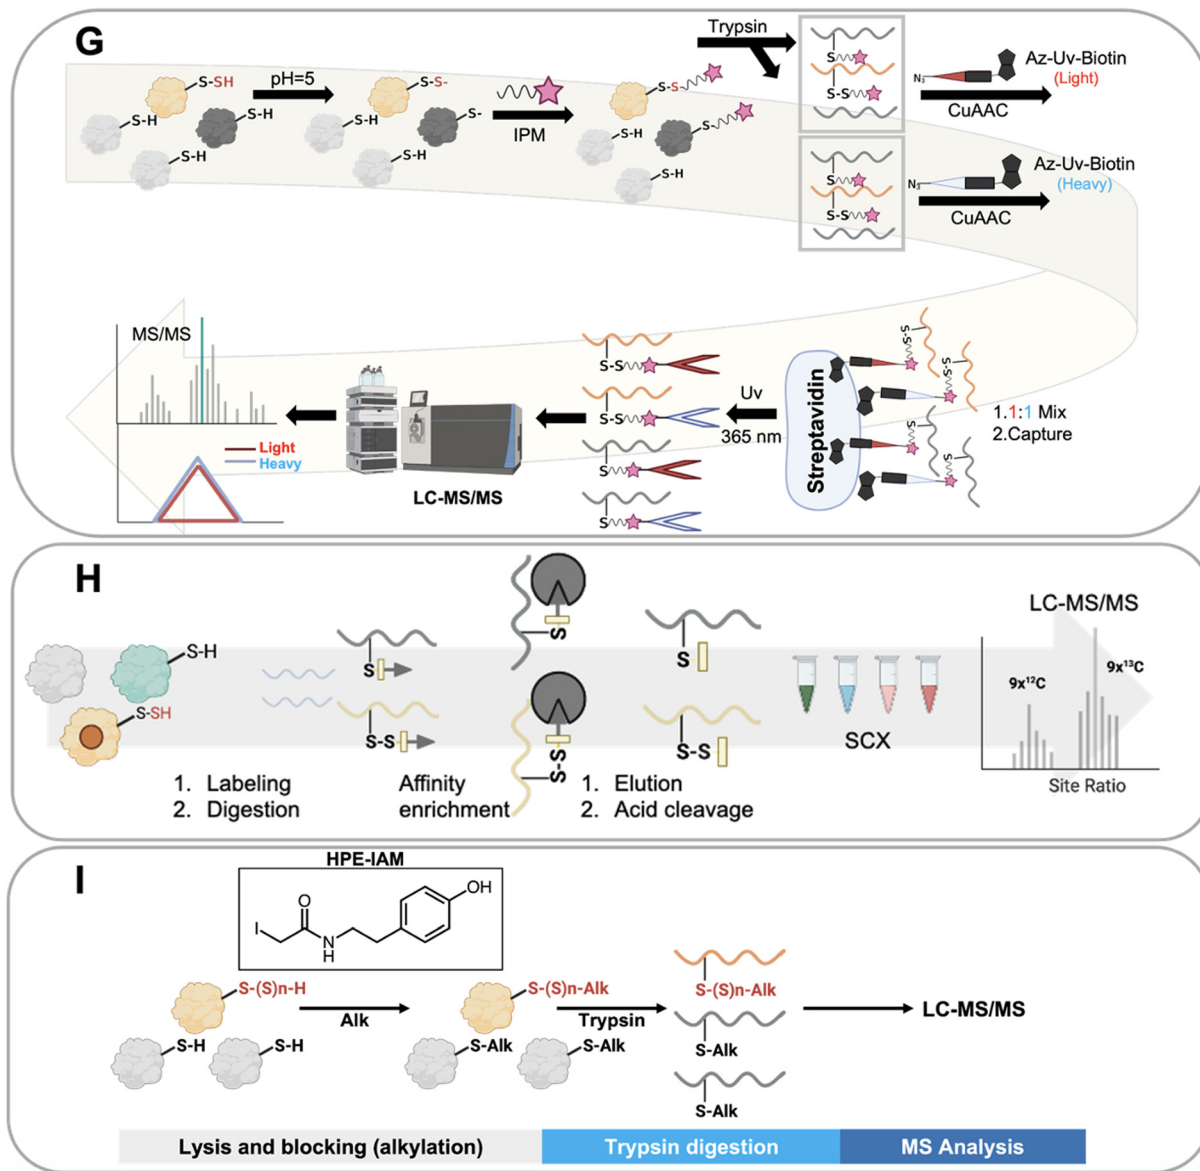 G
S-SH
S-H
S-H
S-H
pH=5
S-S-
S-H
S-
S-H
IPM
S-S-
S-H
S-
S-H
Trypsin
S
S-S
N3
Az-Uv-Biotin
(Light)
CuAAC
S
S-S
N3
Az-Uv-Biotin
(Heavy)
CuAAC
MS/MS
Light
Heavy
LC-MS/MS
S-S
S-S
S
S
Uv
365 nm
Streptavidin
S-S
S-S
S
S
1.1:1 Mix
2.Capture
H
S-H
S-SH
1. Labeling
2. Digestion
S
S-S
Affinity
enrichment
S
S-S
1. Elution
2. Acid cleavage
S
S-S
SCX
LC-MS/MS
9x¹²C
9x¹³C
Site Ratio
I
HPE-IAM
I
O
N
H
OH
S-(S)n-H
S-H
S-H
Alk
S-(S)n-Alk
S-Alk
S-Alk
Trypsin
S-(S)n-Alk
S-Alk
S-Alk
LC-MS/MS
Lysis and blocking (alkylation)
Trypsin digestion
MS Analysis